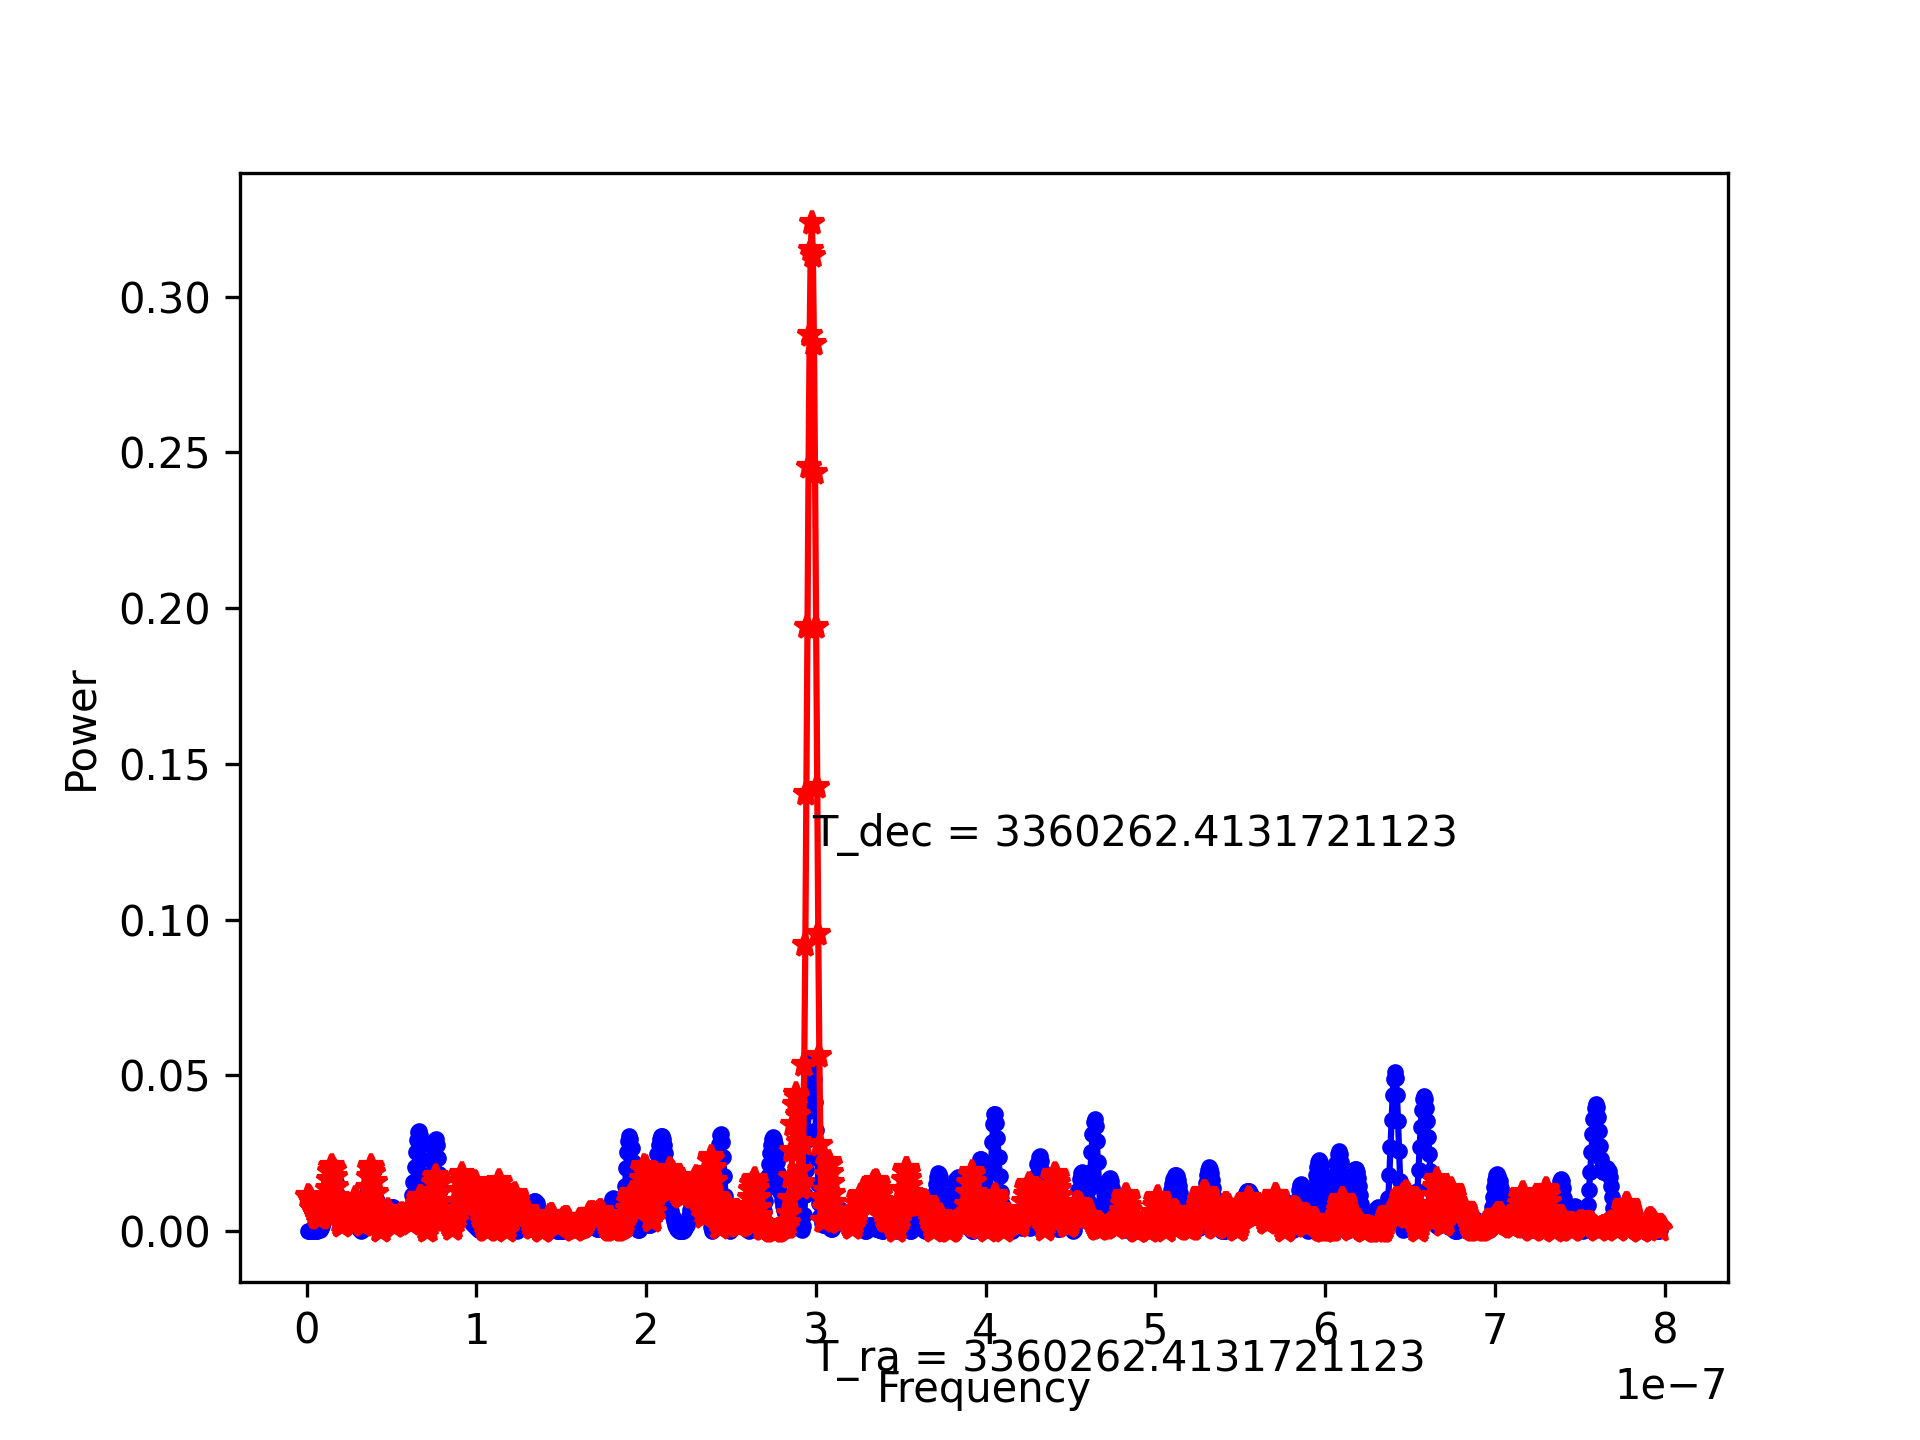 0.30
0.25
0.20
0.15
0.10
0.05
0.00
Power
T_dec = 3360262.4131721123
0 1 2 3 4 5 6 7 8
T_ra = 3360262.4131721123
Frequency
1e−7